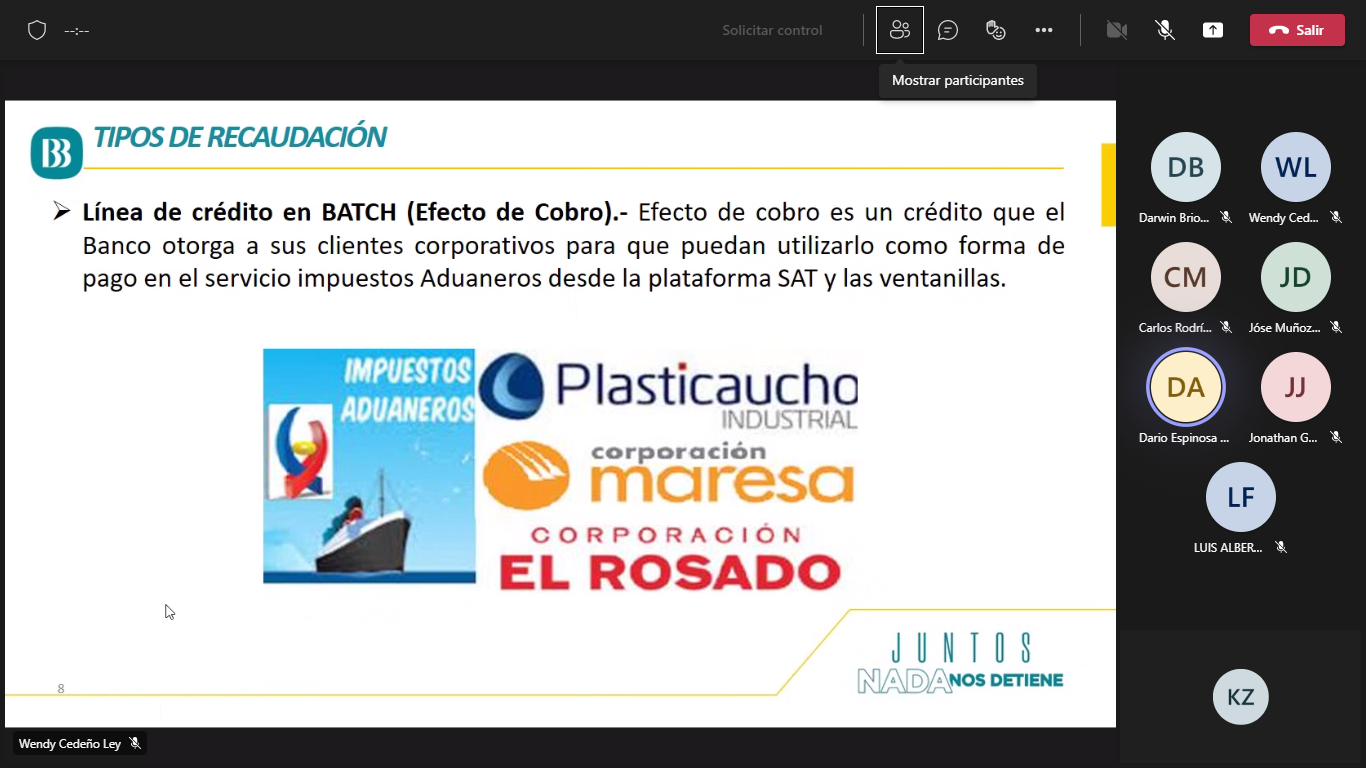 --:--
Solicitar control
Salir
Mostrar participantes
BB
TIPOS DE RECAUDACIÓN
➢ Línea de crédito en BATCH (Efecto de Cobro).- Efecto de cobro es un crédito que el
Banco otorga a sus clientes corporativos para que puedan utilizarlo como forma de
pago en el servicio impuestos Aduaneros desde la plataforma SAT y las ventanillas.
IMPUESTOS
ADUANEROS
Plasticaucho
INDUSTRIAL
corporación
maresa
CORPORACIÓN
EL ROSADO
JUNTOS
NADA NOS DETIENE
8
Wendy Cedeño Ley
DB
Darwin Brio...
WL
Wendy Ced...
CM
Carlos Rodrí...
JD
Jóse Muñoz...
DA
Dario Espinosa ...
JJ
Jonathan G...
LF
LUIS ALBER...
KZ